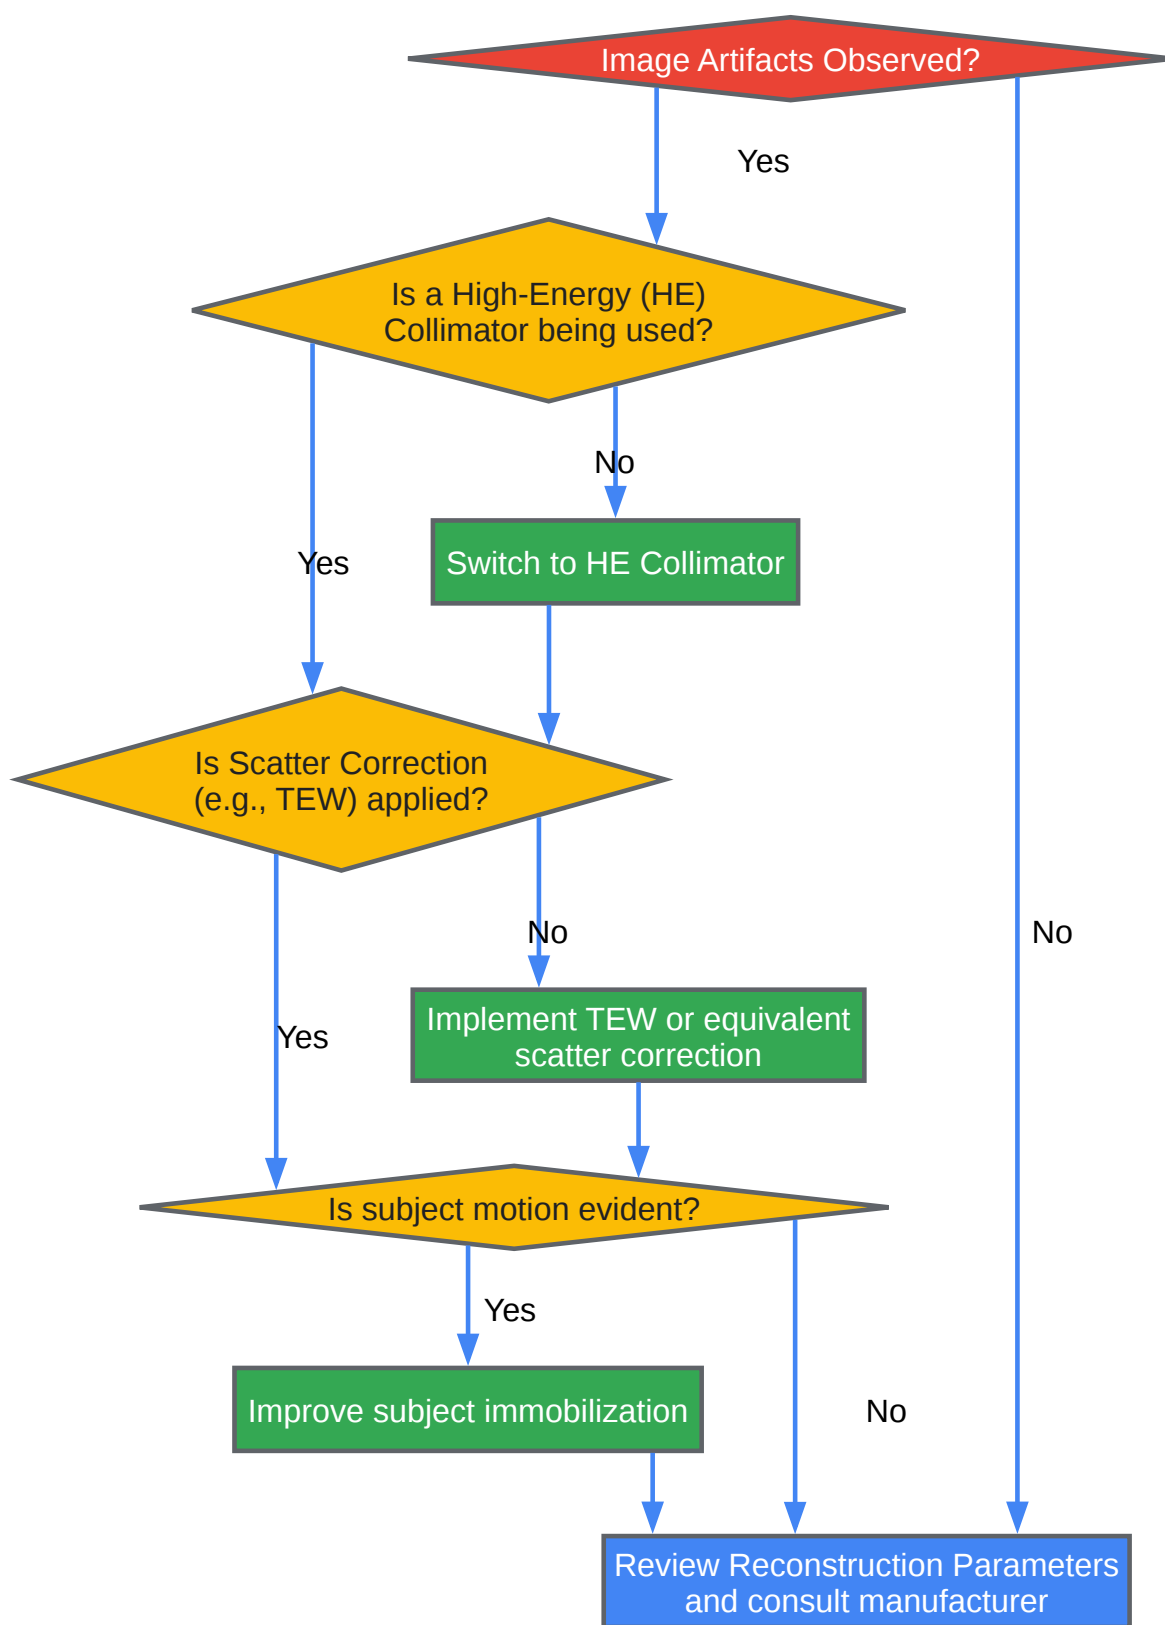 Image Artifacts Observed?
Yes
Is a High-Energy (HE)
Collimator being used?
No
Switch to HE Collimator
Yes
Is Scatter Correction
(e.g., TEW) applied?
No
No
Implement TEW or equivalent
scatter correction
Yes
Is subject motion evident?
Yes
Improve subject immobilization
No
Review Reconstruction Parameters
and consult manufacturer